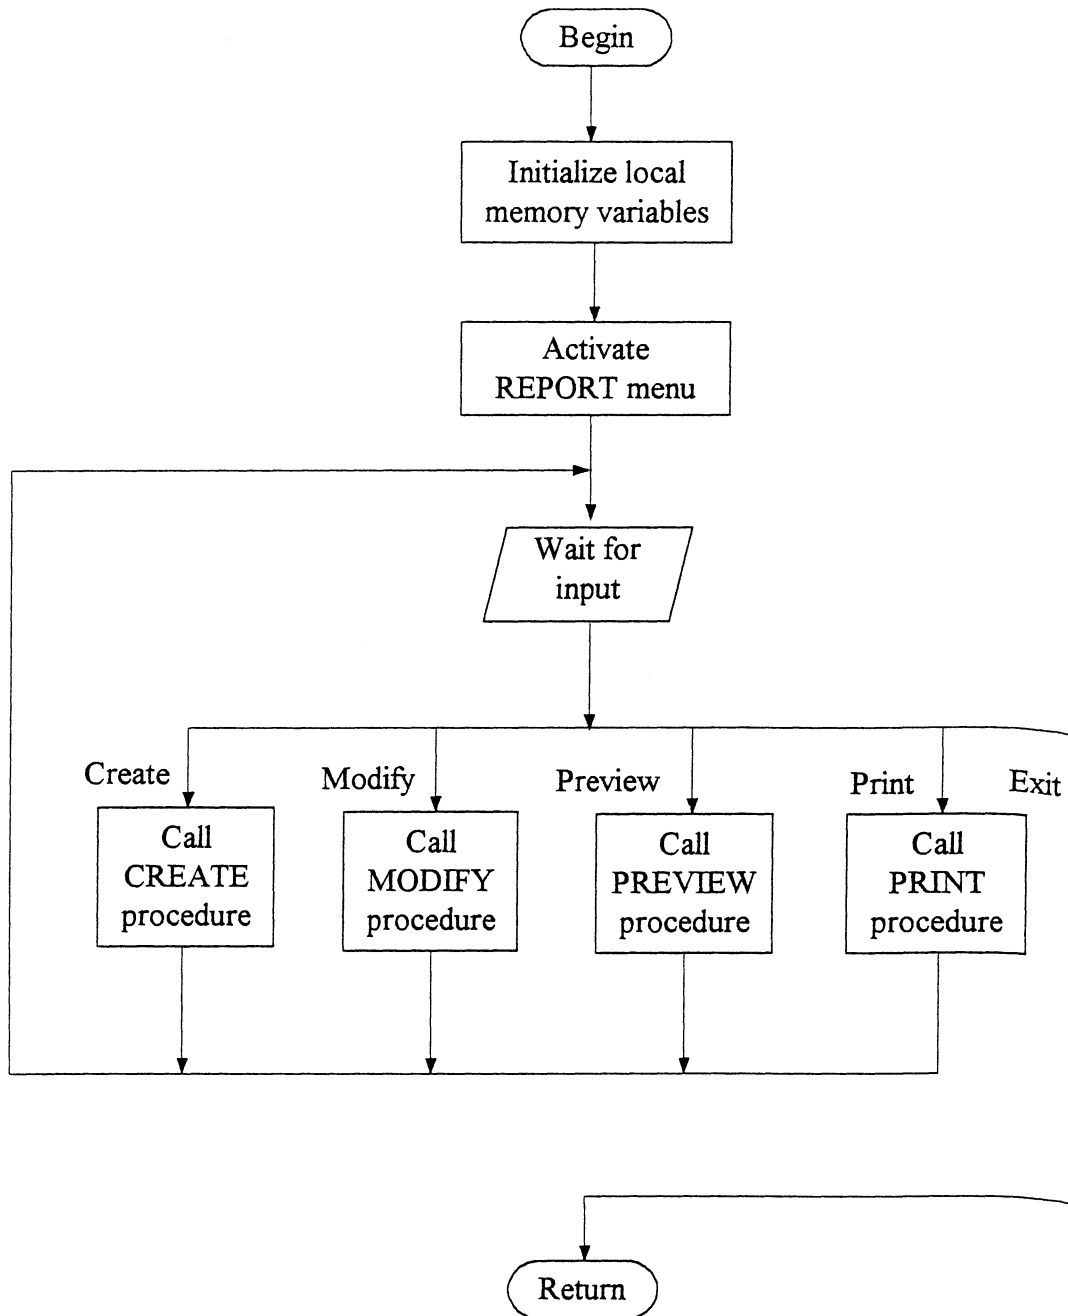 Begin
Initialize local
memory variables
Activate
REPORT menu
Wait for
input
Create
Modify
Preview
Print
Exit
Call
CREATE
procedure
Call
MODIFY
procedure
Call
PREVIEW
procedure
Call
PRINT
procedure
Return